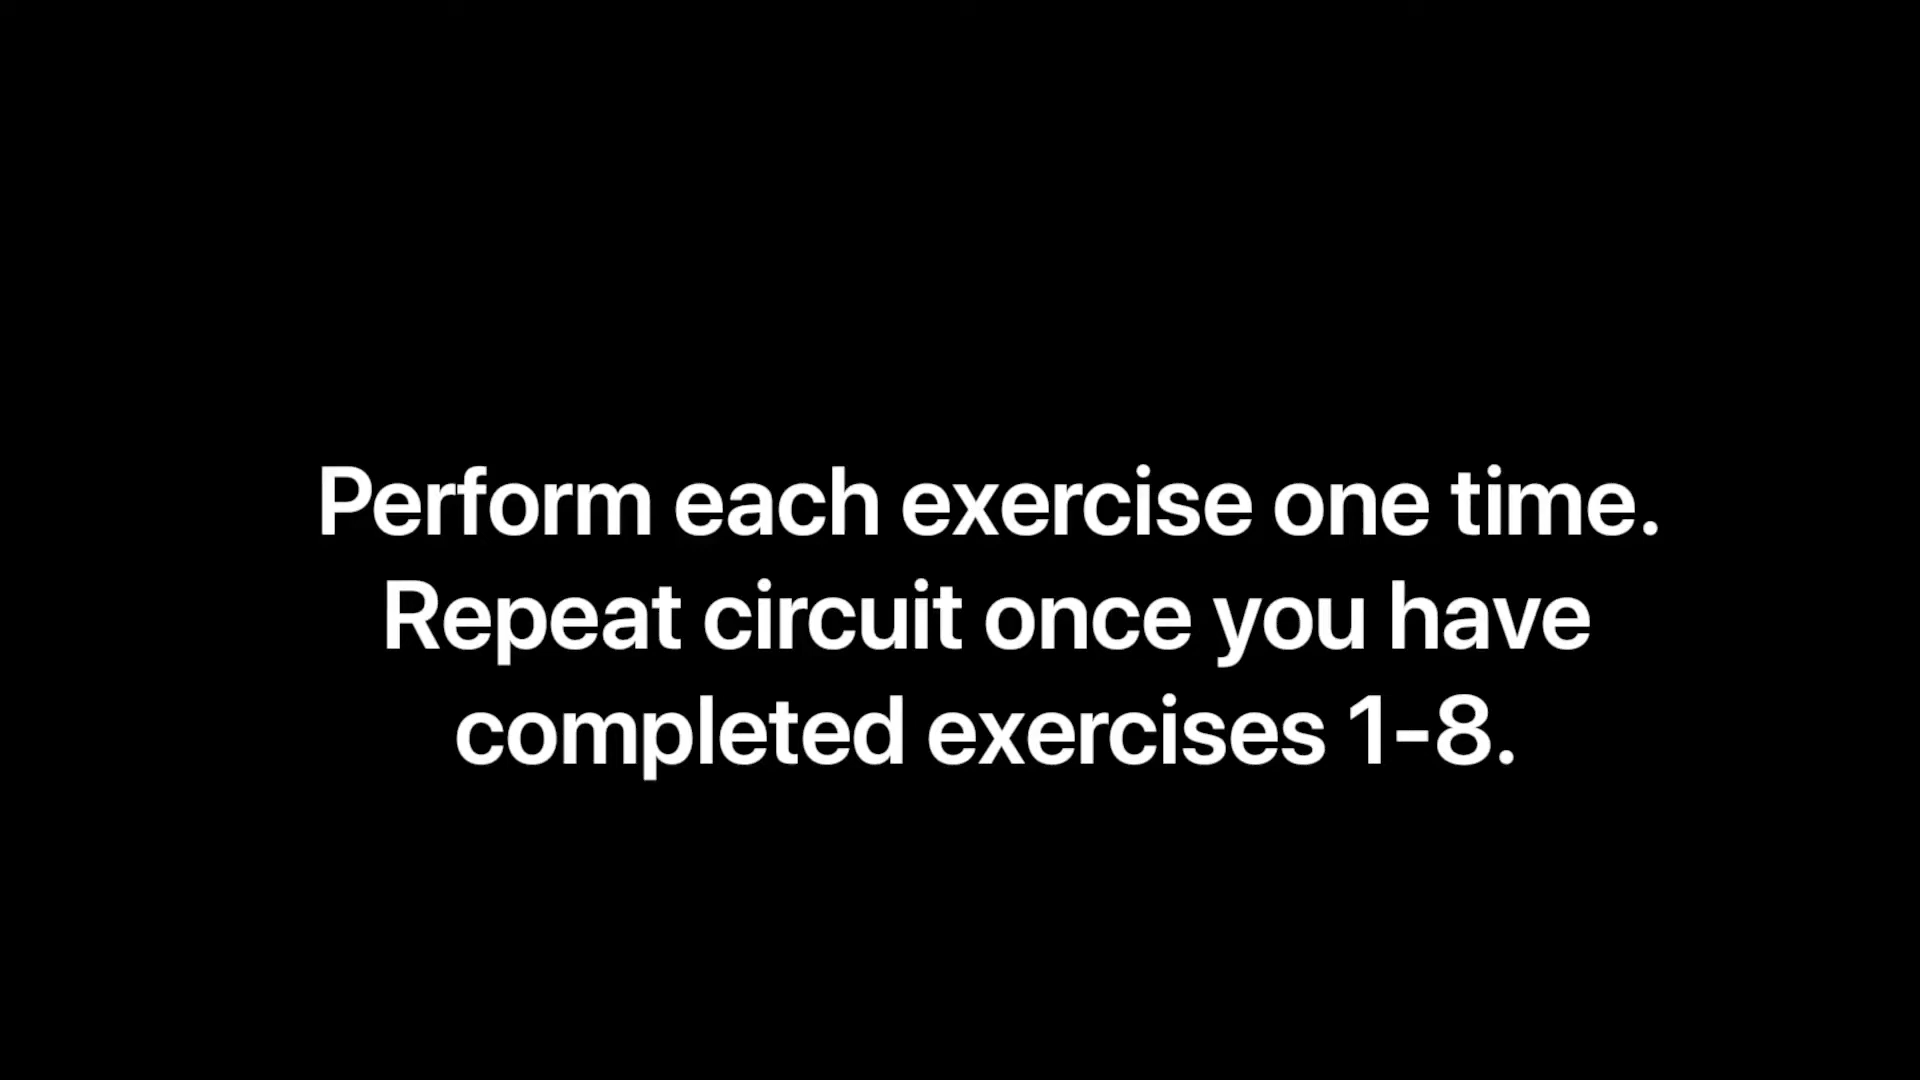 Perform each exercise one time.
Repeat circuit once you have
completed exercises 1-8.